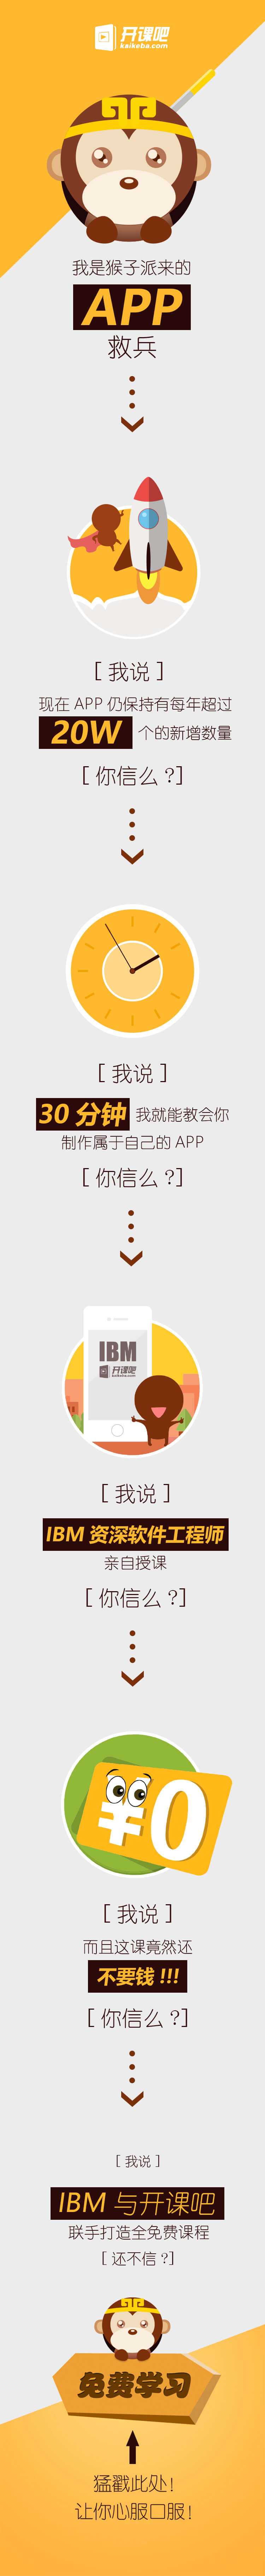 开课吧
kaikeba.com
我是猴子派来的
APP
救兵
[ 我说 ]
现在 APP 仍保持有每年超过
20W 个的新增数量
[ 你信么 ?]
[ 我说 ]
30 分钟 我就能教会你
制作属于自己的 APP
[ 你信么 ?]
IBM
开课吧
kaikeba.com
[ 我说 ]
IBM 资深软件工程师
亲自授课
[ 你信么 ?]
¥0
[ 我说 ]
而且这课竟然还
不要钱 !!!
[ 你信么 ?]
[ 我说 ]
IBM 与开课吧
联手打造全免费课程
[ 还不信 ?]
免费学习
猛戳此处!
让你心服口服!